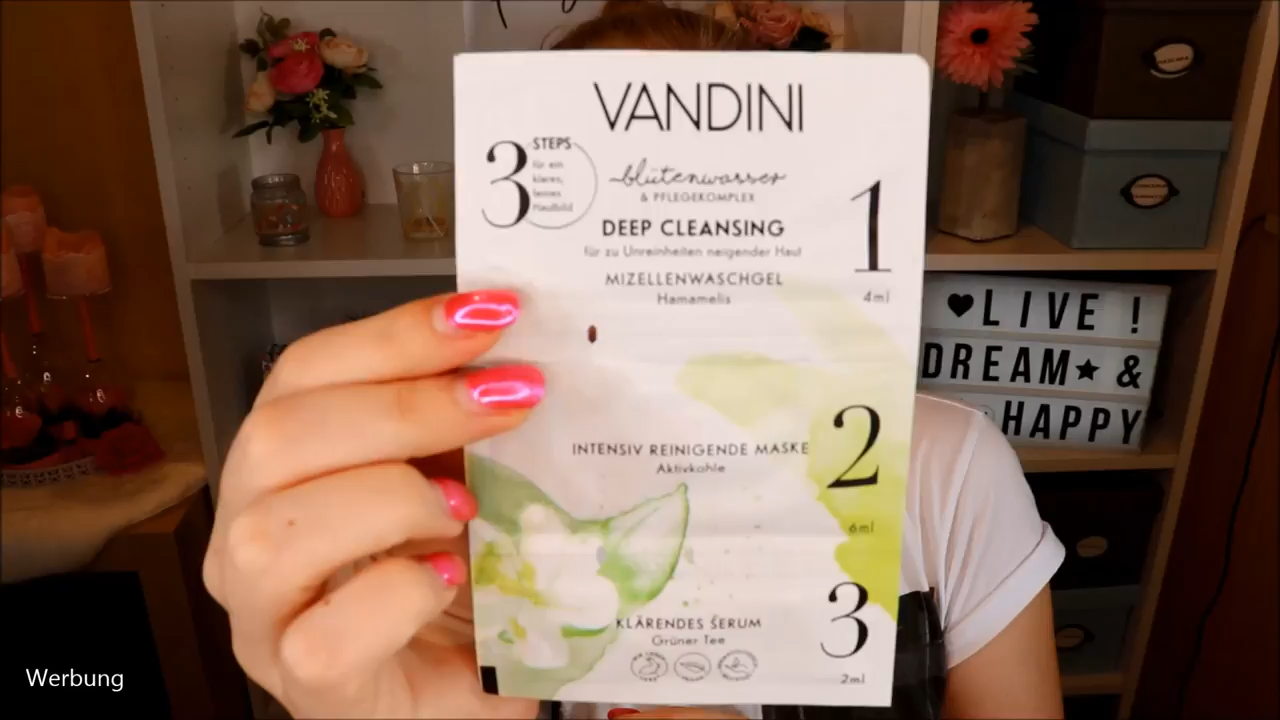 VANDINI
3 STEPS
für ein
klares,
feines
Hautbild
blütenwasser
& PFLEGEKOMPLEX
DEEP CLEANSING
für zu Unreinheiten neigender Haut
MIZELLENWASCHGEL
Hamamelis
1
4ml
INTENSIV REINIGENDE MASKE
Aktivkohle
2
6ml
KLÄRENDES SERUM
Grüner Tee
3
2ml
LIVE !
DREAM ★ &
HAPPY
Werbung